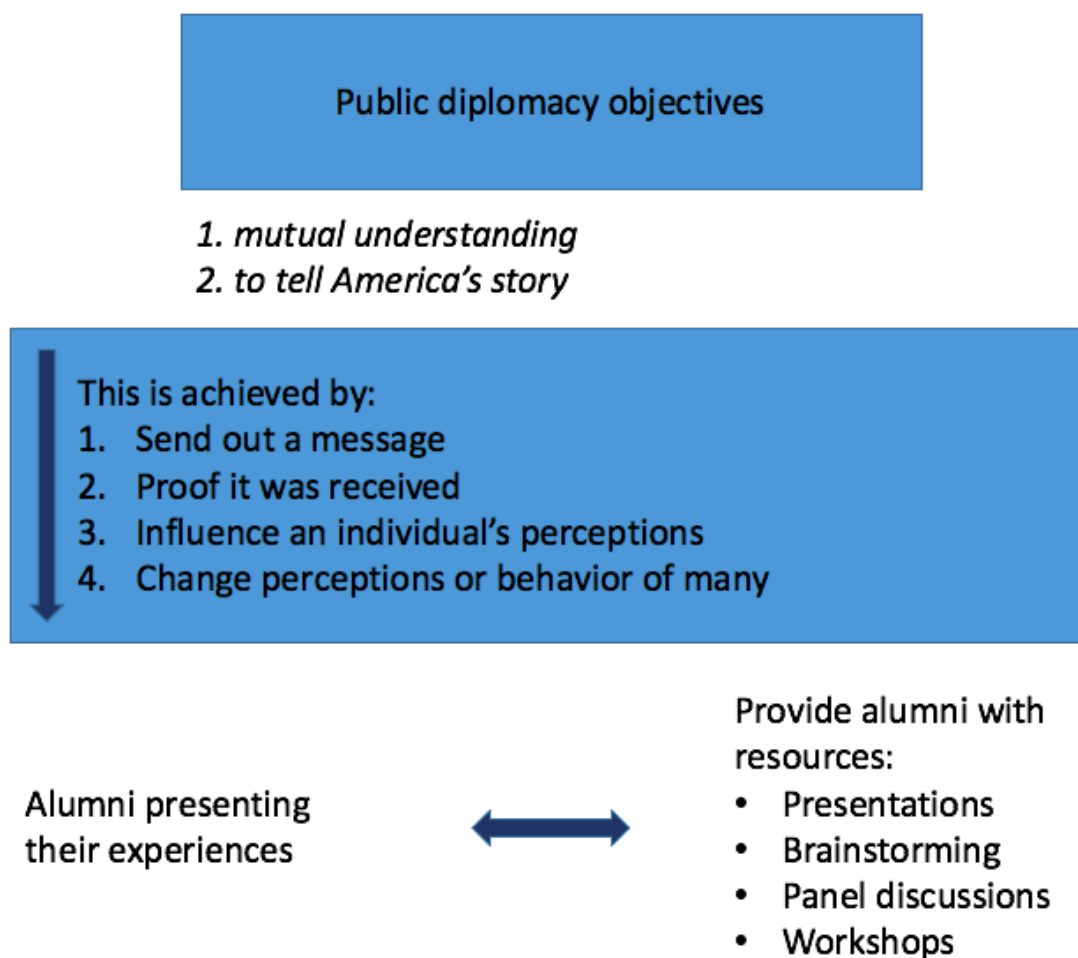 Public diplomacy objectives
1. mutual understanding
2. to tell America's story
This is achieved by:
1. Send out a message
2. Proof it was received
3. Influence an individual's perceptions
4. Change perceptions or behavior of many
Alumni presenting
their experiences
Provide alumni with
resources:
• Presentations
• Brainstorming
• Panel discussions
• Workshops